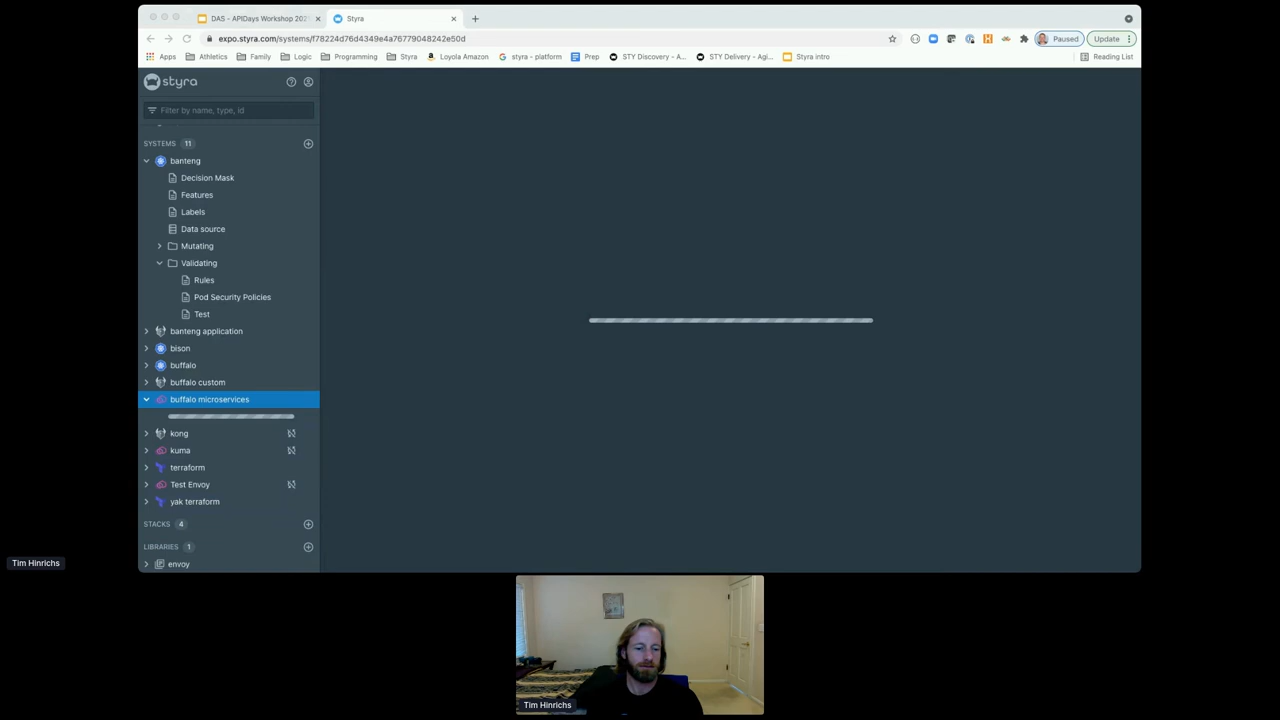 DAS - APIDays Workshop 202
Styra
expo.styra.com/systems/f78224d76d4349e4a76779048242e50d
Paused
Update
Apps
Athletics
Family
Logic
Programming
Styra
Loyola Amazon
styra - platform
Prep
STY Discovery - A...
STY Delivery - Agi...
Styra intro
Reading List
styra
Filter by name, type, id
SYSTEMS 11
banteng
Decision Mask
Features
Labels
Data source
Mutating
Validating
Rules
Pod Security Policies
Test
banteng application
bison
buffalo
buffalo custom
buffalo microservices
kong
kuma
terraform
Test Envoy
yak terraform
STACKS 4
LIBRARIES 1
envoy
Tim Hinrichs
Tim Hinrichs